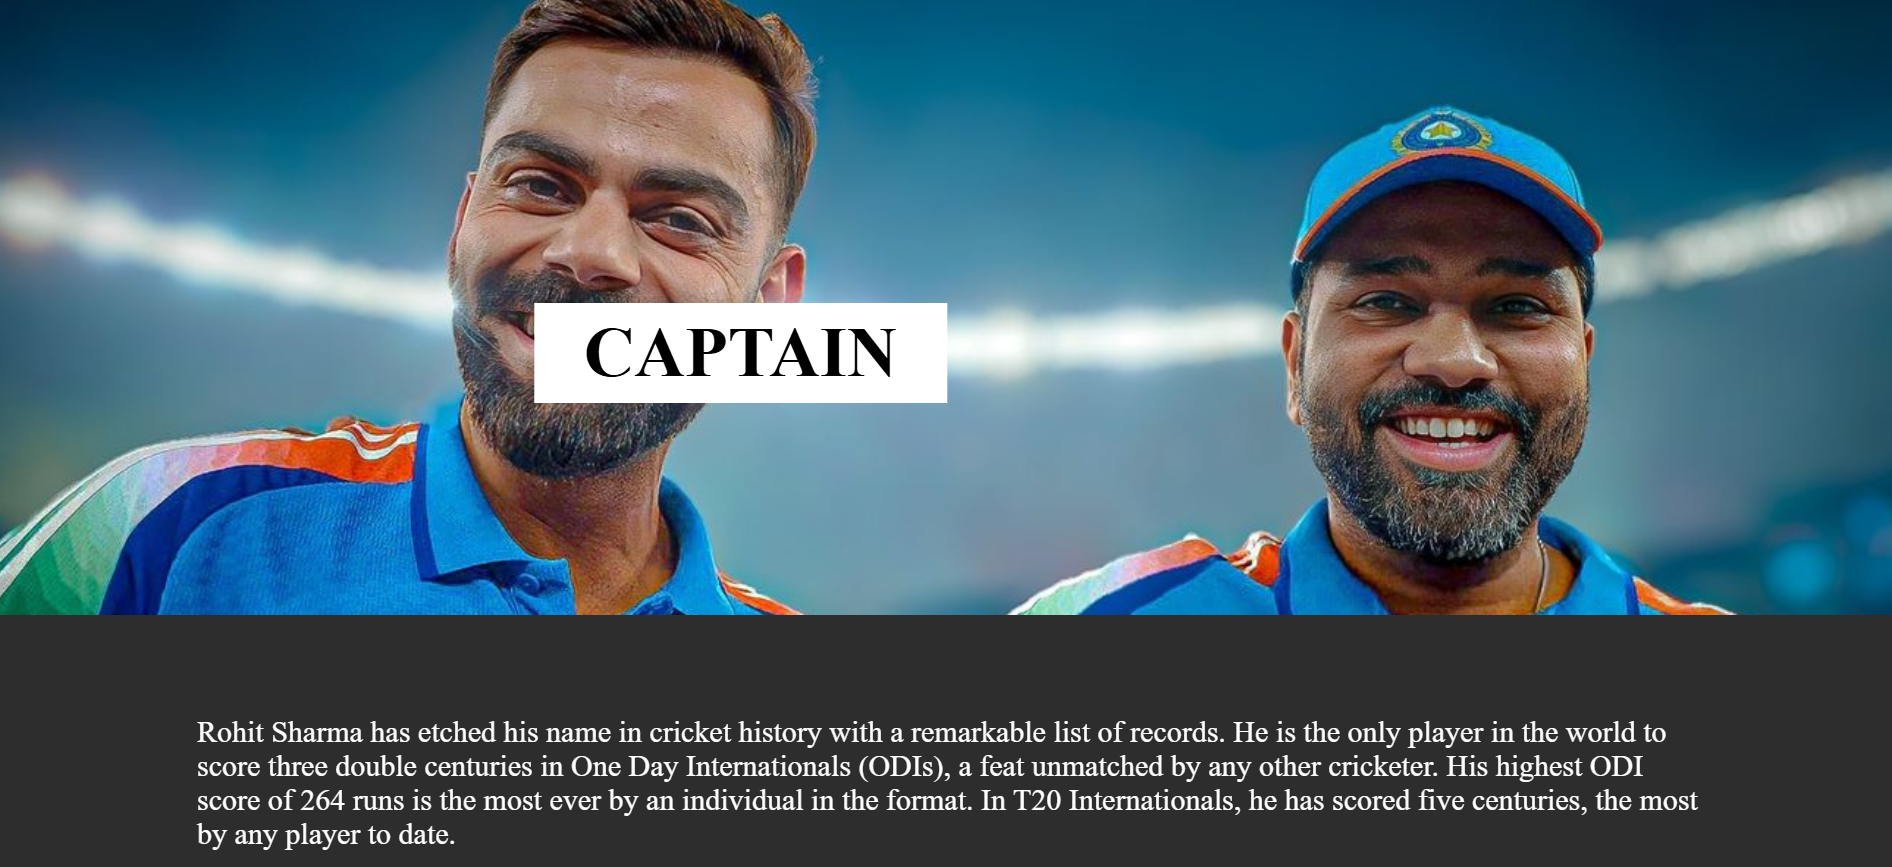 CAPTAIN
Rohit Sharma has etched his name in cricket history with a remarkable list of records. He is the only player in the world to
score three double centuries in One Day Internationals (ODIs), a feat unmatched by any other cricketer. His highest ODI
score of 264 runs is the most ever by an individual in the format. In T20 Internationals, he has scored five centuries, the most
by any player to date.